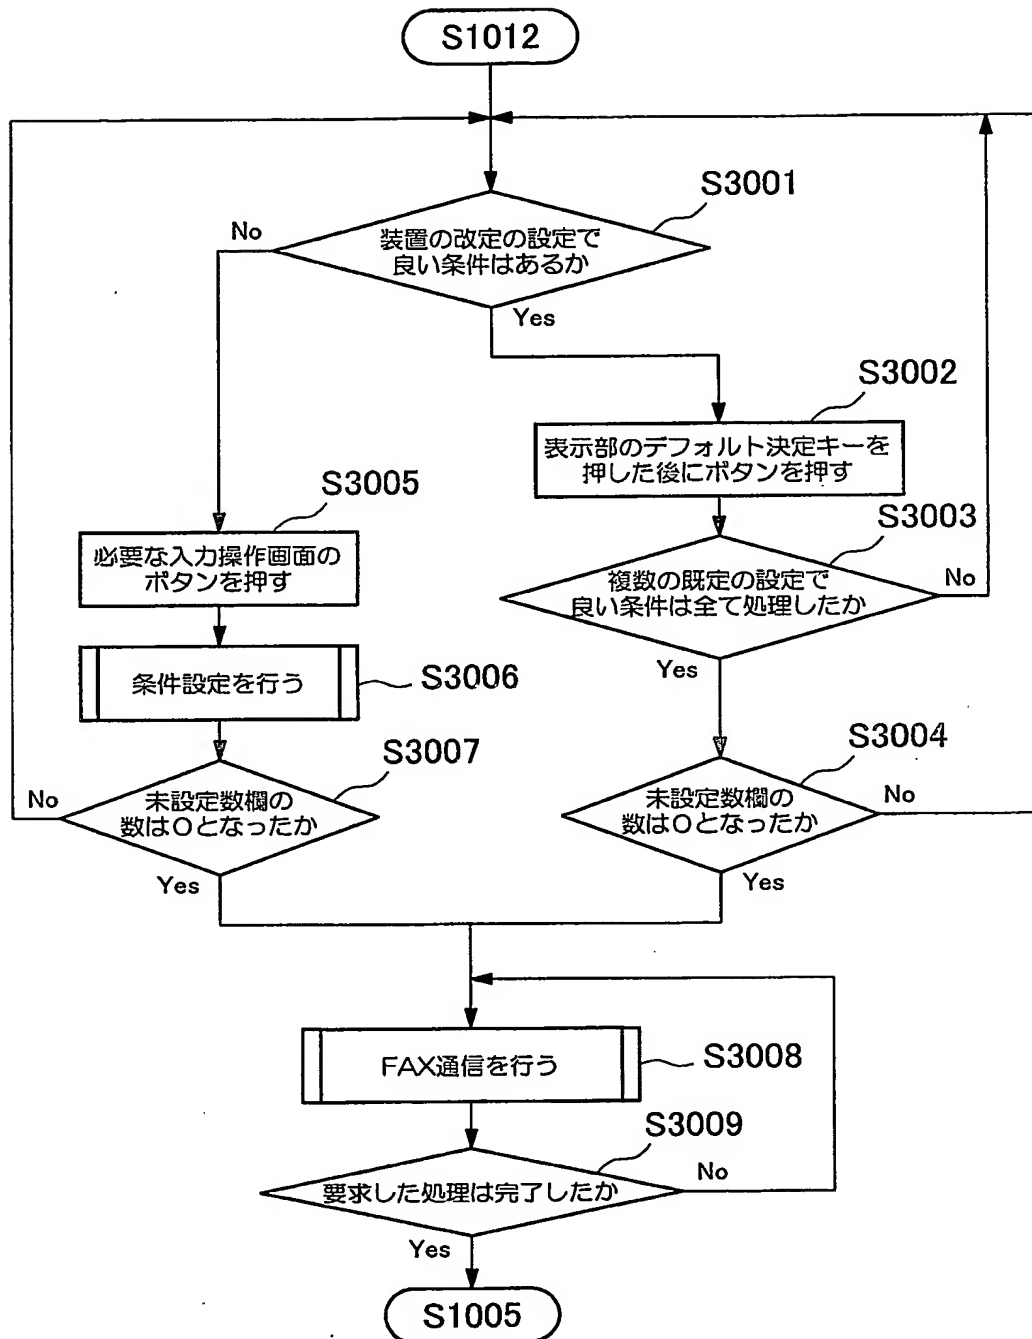 S1012
S3001
No
装置の改定の設定で
良い条件はあるか
Yes
S3002
表示部のデフォルト決定キーを
押した後にボタンを押す
S3005
必要な入力操作画面の
ボタンを押す
S3003
複数の既定の設定で
良い条件は全て処理したか
No
Yes
S3006
条件設定を行う
S3007
未設定数欄の
数は0となったか
No
Yes
S3004
未設定数欄の
数は0となったか
No
Yes
FAX通信を行う
S3008
S3009
要求した処理は完了したか
No
Yes
S1005